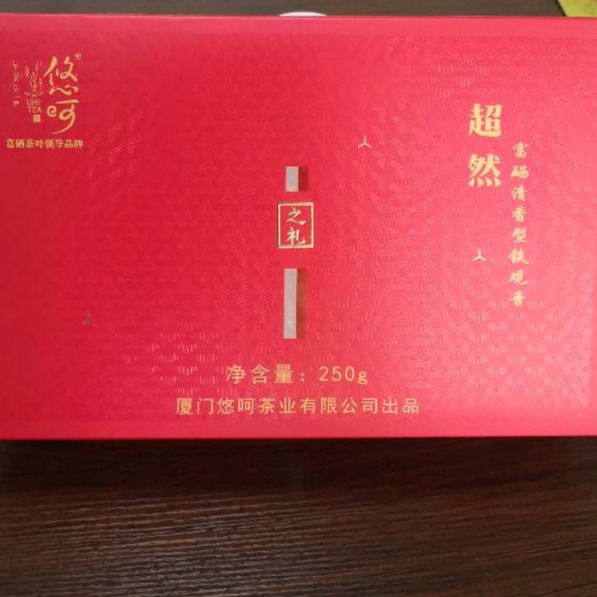 悠呵
®
UHE
TEA
富硒茶叶领导品牌
超然
富硒清香型铁观音
之礼
净含量：250g
厦门悠呵茶业有限公司出品